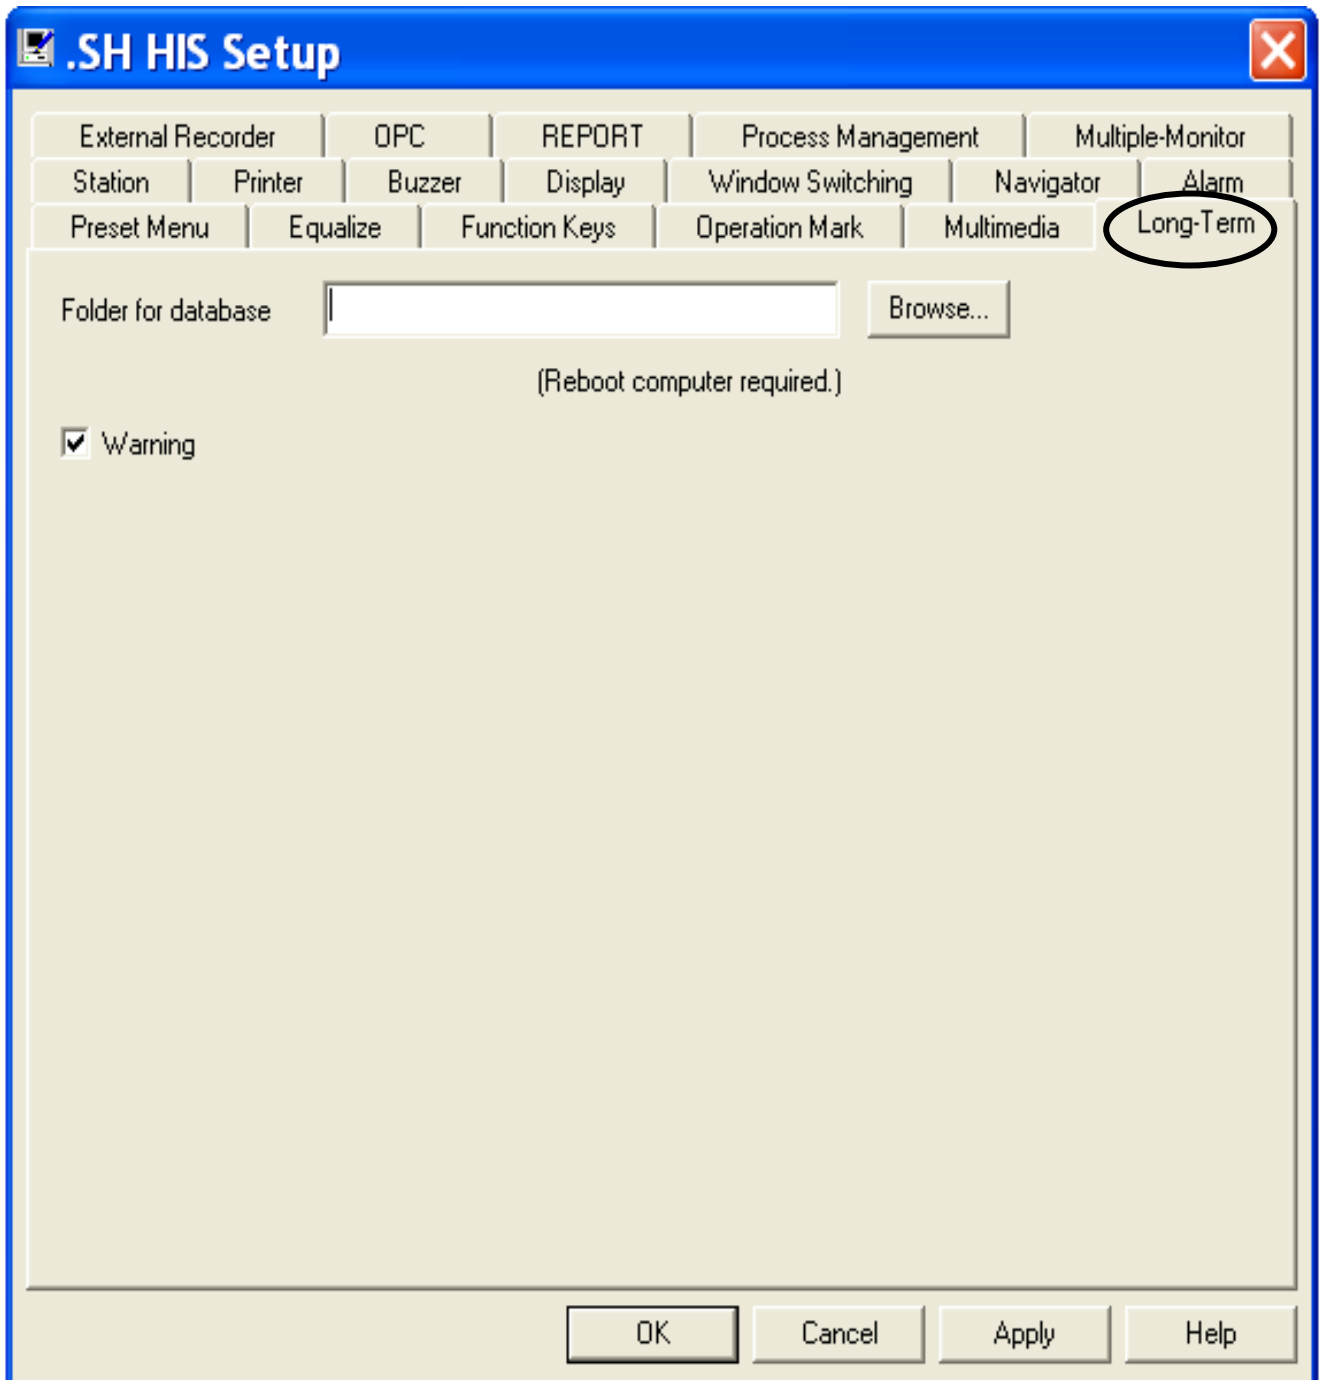 .SH HIS Setup
External Recorder OPC REPORT Process Management Multiple-Monitor
Station Printer Buzzer Display Window Switching Navigator Alarm
Preset Menu Equalize Function Keys Operation Mark Multimedia Long-Term
Folder for database Browse...
(Reboot computer required.)
Warning
OK Cancel Apply Help